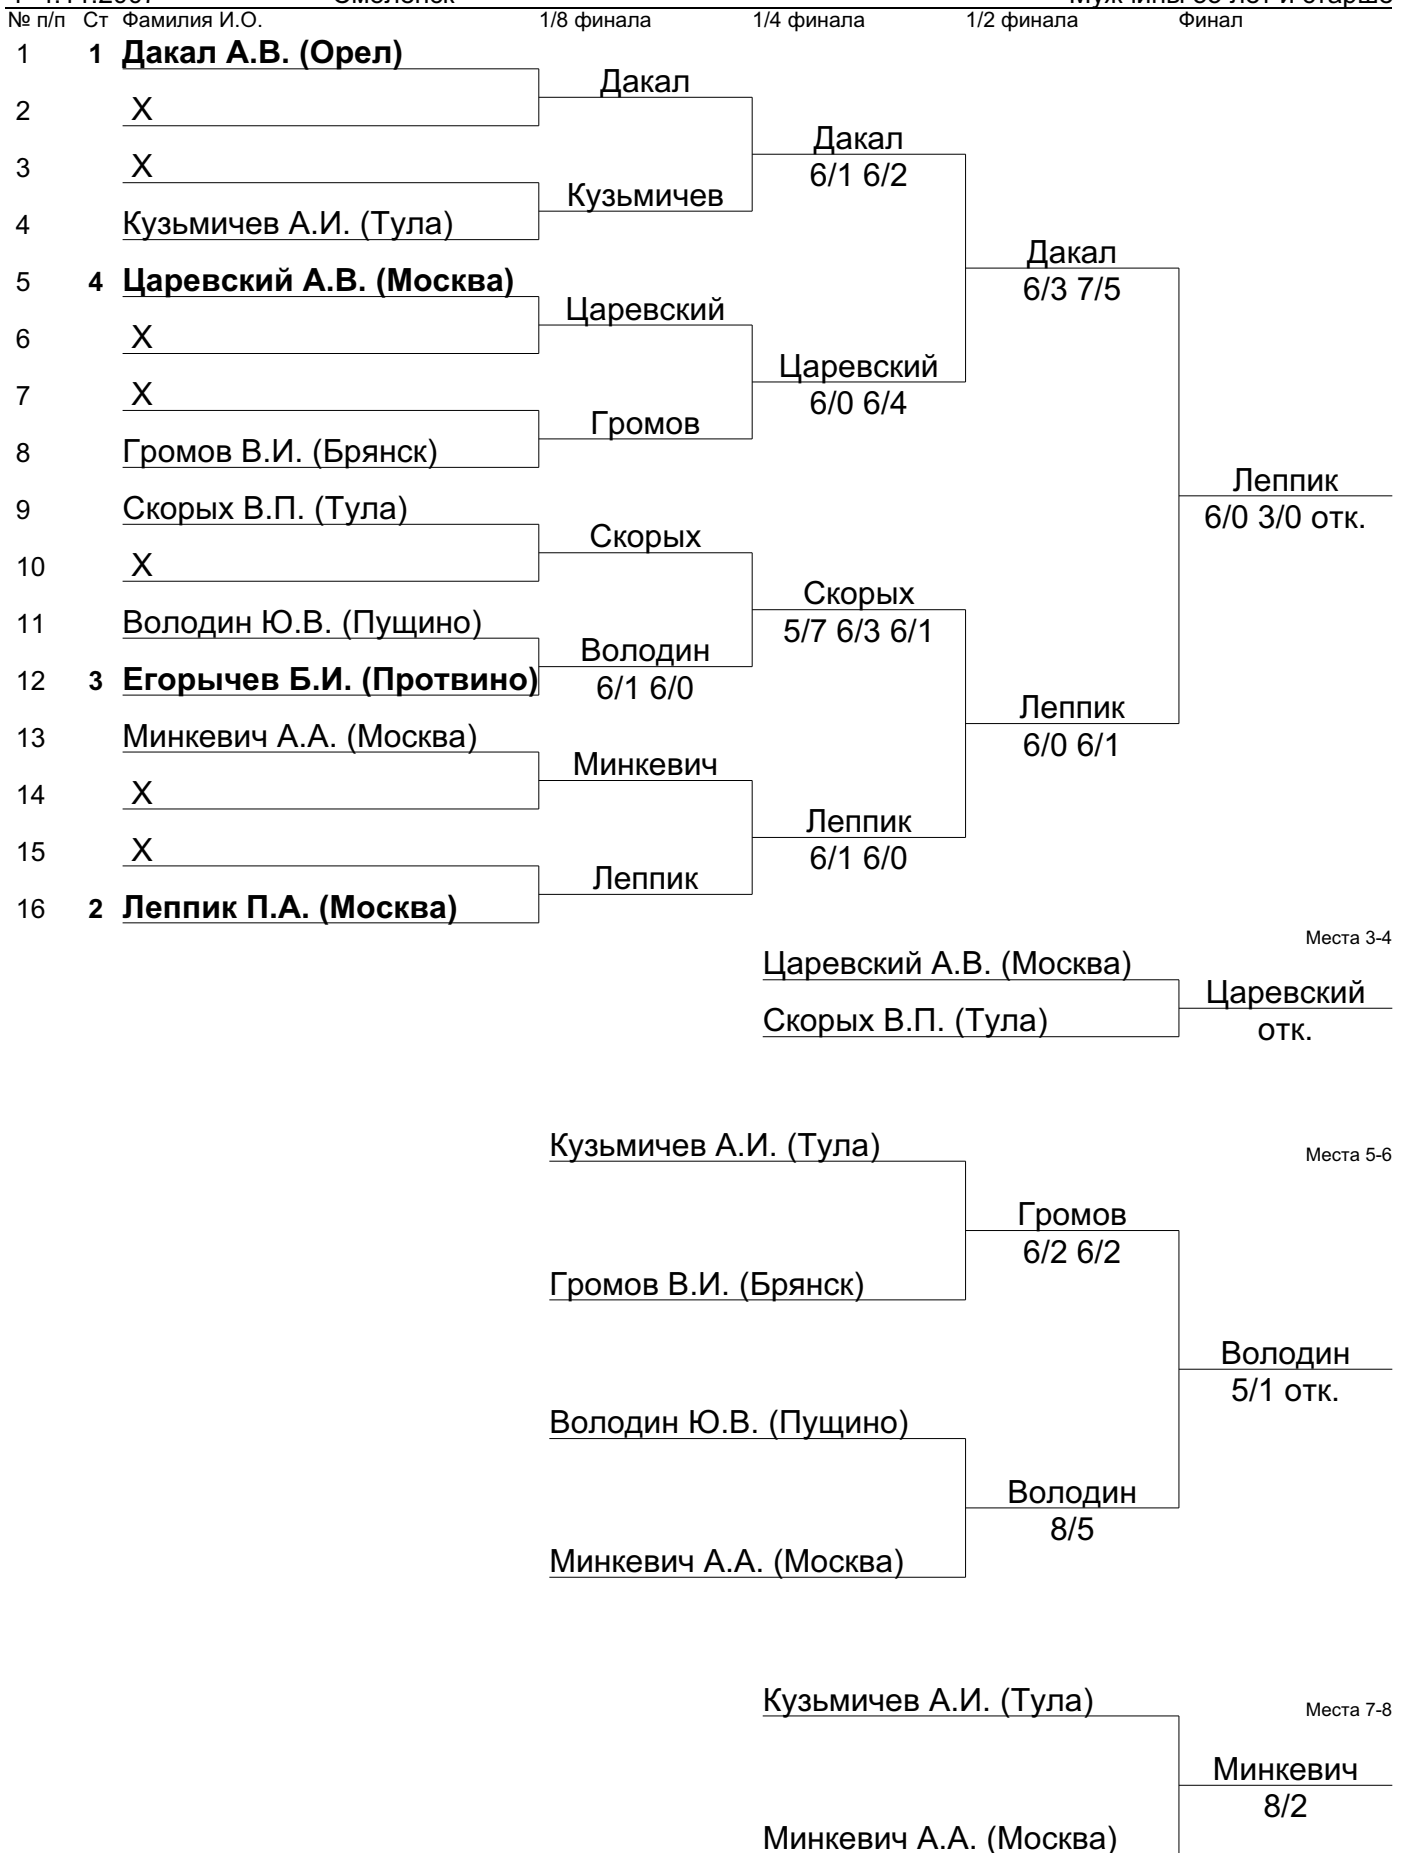 № п/п Ст Фамилия И.О. 1/8 финала 1/4 финала 1/2 финала Финал
1 1 Дакал А.В. (Орел)
Дакал
2 X
Дакал
3 X
6/1 6/2
Кузьмичев
4 Кузьмичев А.И. (Тула)
Дакал
5 4 Царевский А.В. (Москва)
6/3 7/5
Царевский
6 X
Царевский
7 X
6/0 6/4
Громов
8 Громов В.И. (Брянск)
Леппик
9 Скорых В.П. (Тула)
6/0 3/0 отк.
Скорых
10 X
Скорых
11 Володин Ю.В. (Пущино)
5/7 6/3 6/1
Володин
12 3 Егорычев Б.И. (Протвино)
6/1 6/0
Леппик
13 Минкевич А.А. (Москва)
6/0 6/1
Минкевич
14 X
Леппик
15 X
6/1 6/0
Леппик
16 2 Леппик П.А. (Москва)
Места 3-4
Царевский А.В. (Москва)
Царевский
Скорых В.П. (Тула)
отк.
Кузьмичев А.И. (Тула)
Места 5-6
Громов
6/2 6/2
Громов В.И. (Брянск)
Володин
5/1 отк.
Володин Ю.В. (Пущино)
Володин
8/5
Минкевич А.А. (Москва)
Кузьмичев А.И. (Тула)
Места 7-8
Минкевич
8/2
Минкевич А.А. (Москва)